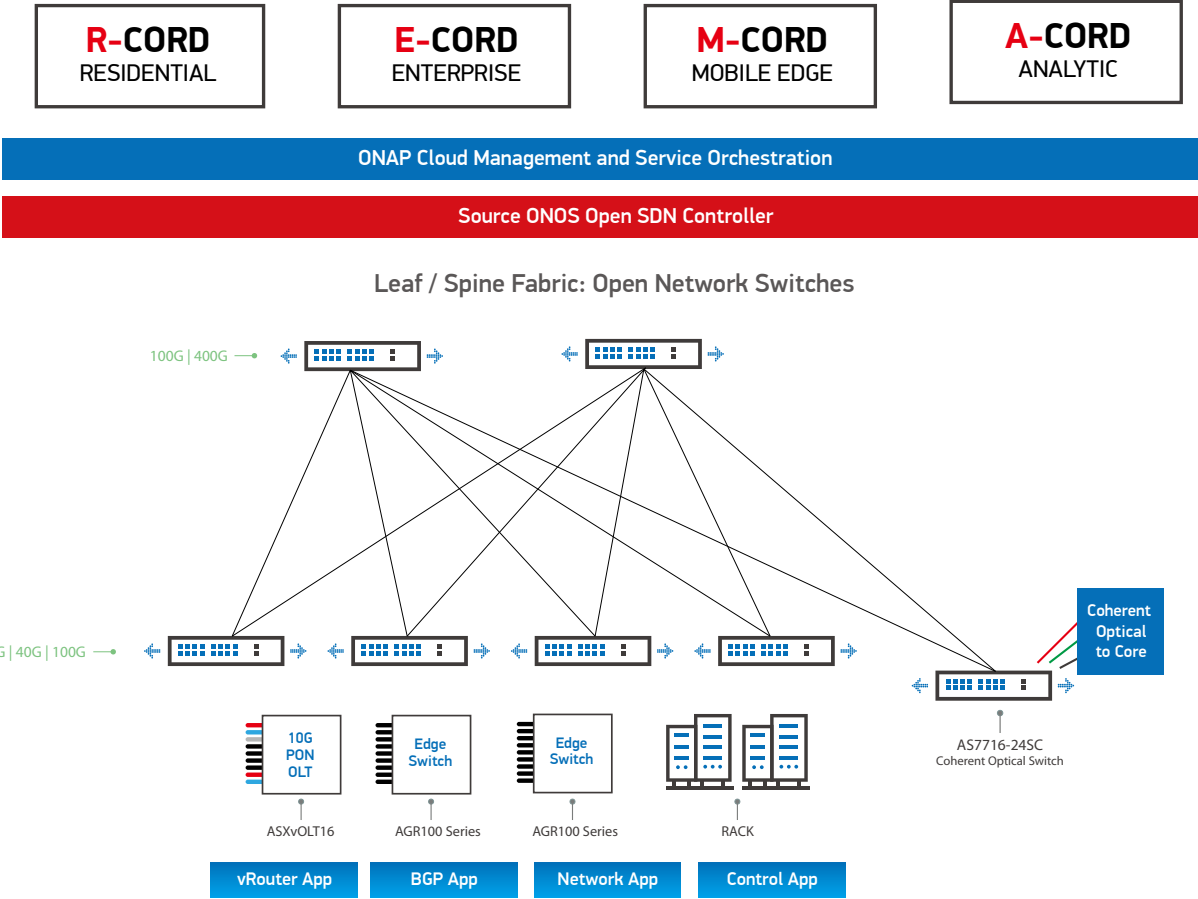 R-CORD
RESIDENTIAL
E-CORD
ENTERPRISE
M-CORD
MOBILE EDGE
A-CORD
ANALYTIC
ONAP Cloud Management and Service Orchestration
Source ONOS Open SDN Controller
Leaf / Spine Fabric: Open Network Switches
100G | 400G
| 40G | 100G
Coherent
Optical
to Core
AS7716-24SC
Coherent Optical Switch
10G
PON
OLT
Edge
Switch
Edge
Switch
ASXvOLT16
AGR100 Series
AGR100 Series
RACK
vRouter App
BGP App
Network App
Control App